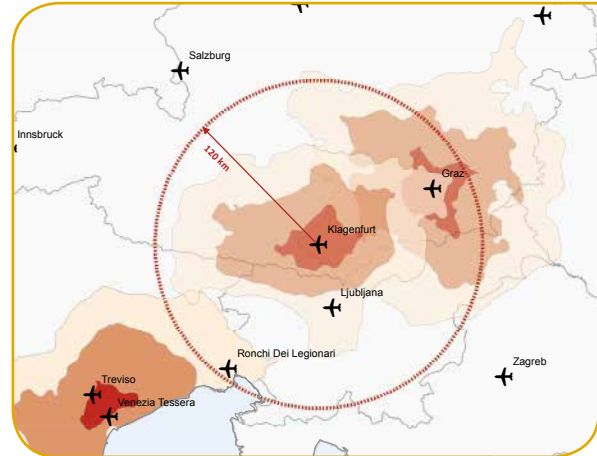 Salzburg
Innsbruck
120 km
Graz
Klagenfurt
Ljubljana
Ronchi Dei Legionari
Zagreb
Treviso
Venezia Tessera